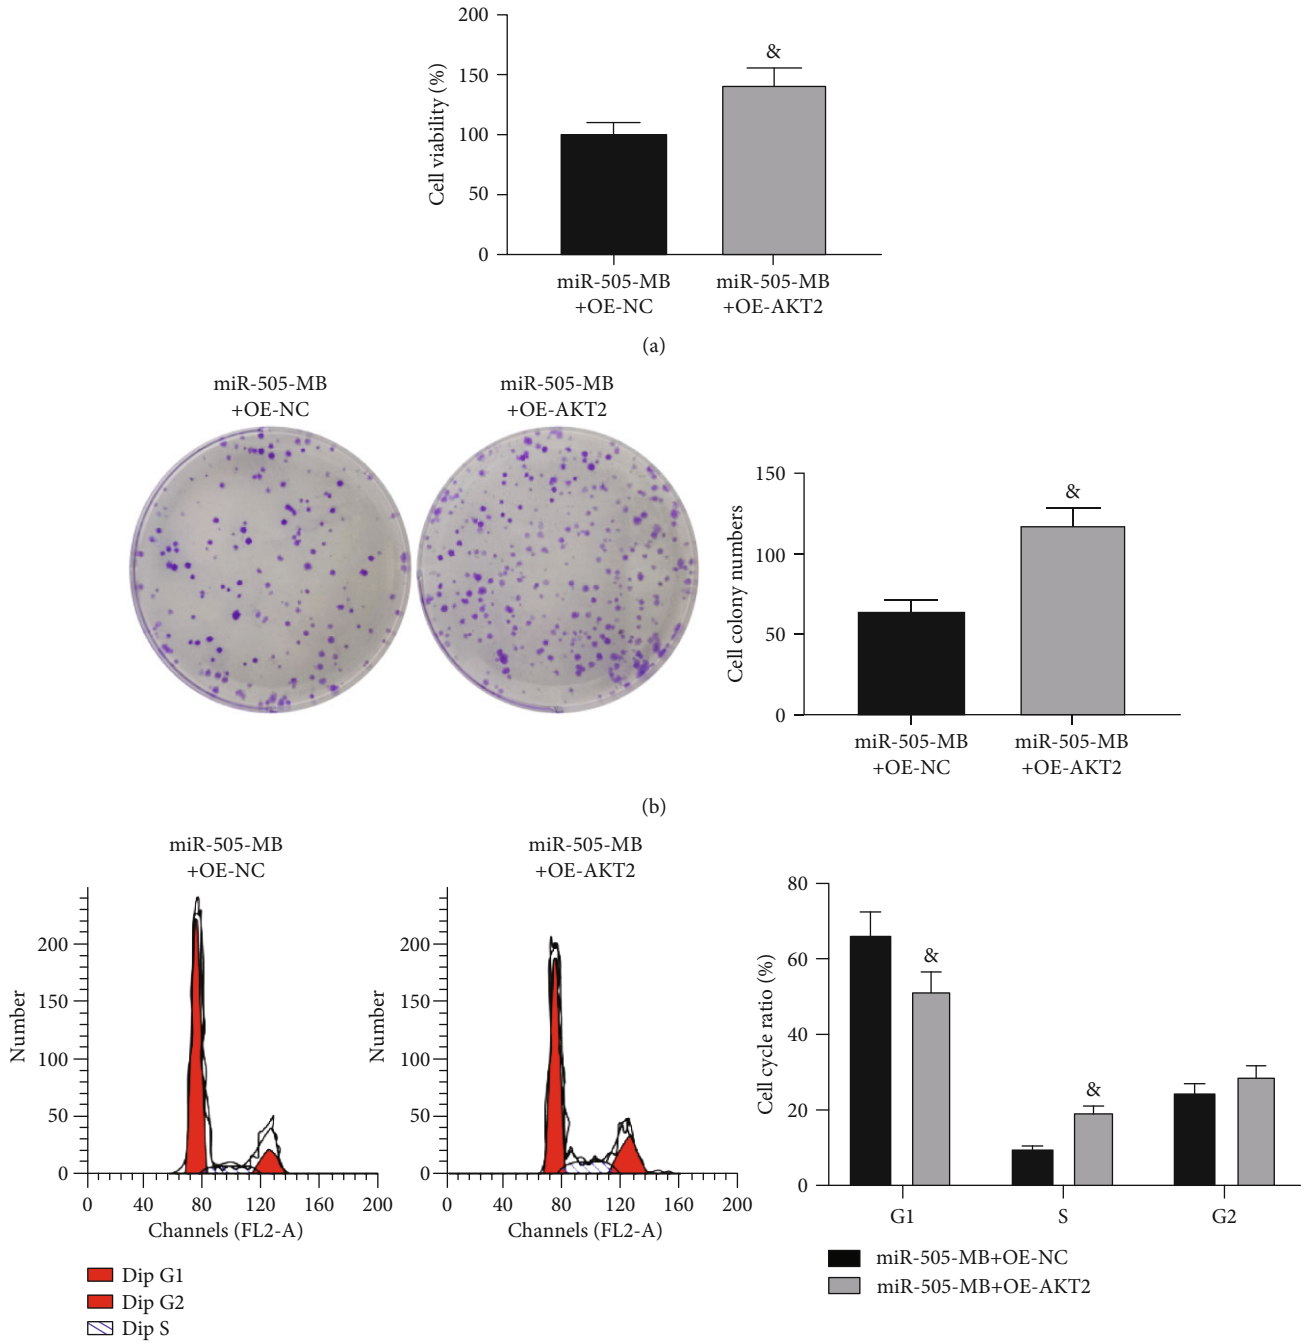 200
150
100
50
0
Cell viability (%)
&
miR-505-MB
+OE-NC
miR-505-MB
+OE-AKT2
(a)
miR-505-MB
+OE-NC
miR-505-MB
+OE-AKT2
150
100
50
0
Cell colony numbers
&
miR-505-MB
+OE-NC
miR-505-MB
+OE-AKT2
(b)
miR-505-MB
+OE-NC
200
150
100
50
0
Number
0 40 80 120 160 200
Channels (FL2-A)
miR-505-MB
+OE-AKT2
200
150
100
50
0
Number
0 40 80 120 160 200
Channels (FL2-A)
Dip G1
Dip G2
Dip S
80
60
40
20
0
Cell cycle ratio (%)
&
&
G1 S G2
miR-505-MB+OE-NC
miR-505-MB+OE-AKT2